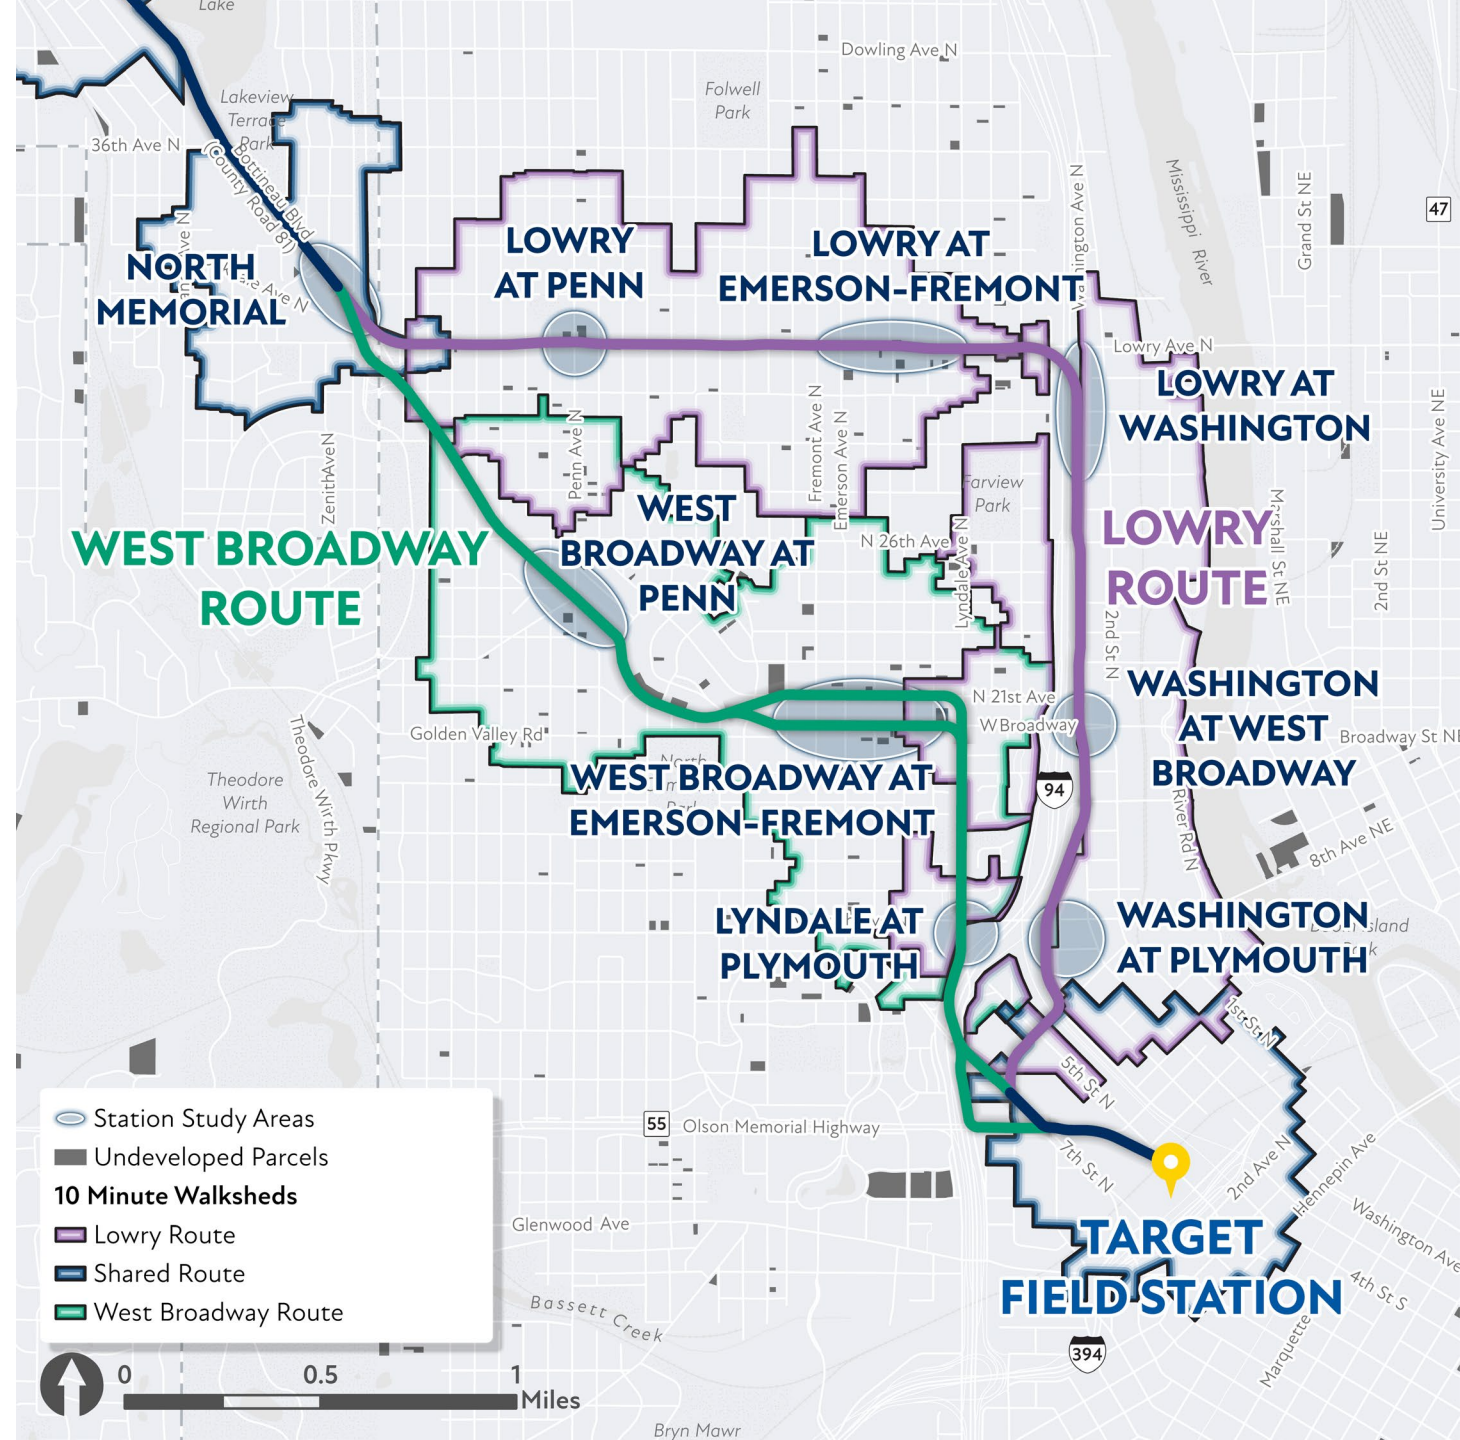 Lake
Dowling Ave N
Lakeview
Terrace
Park
Folwell
Park
36th Ave N
Bottineau Blvd
(County Road 81)
Washington Ave N
Mississippi River
Grand St NE
47
NORTH
MEMORIAL
LOWRY
AT PENN
LOWRY AT
EMERSON-FREMONT
Lowry Ave N
LOWRY AT
WASHINGTON
Zenith Ave N
Penn Ave N
Fremont Ave N
Emerson Ave N
Farview
Park
University Ave NE
WEST BROADWAY
ROUTE
WEST
BROADWAY AT
PENN
N 26th Ave
Lyndale Ave N
LOWRY
ROUTE
Marshall St NE
2nd St NE
2nd St N
Golden Valley Rd
N 21st Ave
W Broadway
WASHINGTON
AT WEST
BROADWAY
Broadway St NE
Theodore
Wirth
Regional Park
Theodore Wirth Pkwy
North
Park
WEST BROADWAY AT
EMERSON-FREMONT
94
River Rd N
8th Ave NE
LYNDALE AT
PLYMOUTH
WASHINGTON
AT PLYMOUTH
Island
1st St N
5th St N
55
Olson Memorial Highway
7th St N
2nd Ave N
Hennepin Ave
Washington Ave
Glenwood Ave
TARGET
FIELD STATION
4th St S
Marquette
Bassett Creek
394
Bryn Mawr
Station Study Areas
Undeveloped Parcels
10 Minute Walksheds
Lowry Route
Shared Route
West Broadway Route
0 0.5 1
Miles